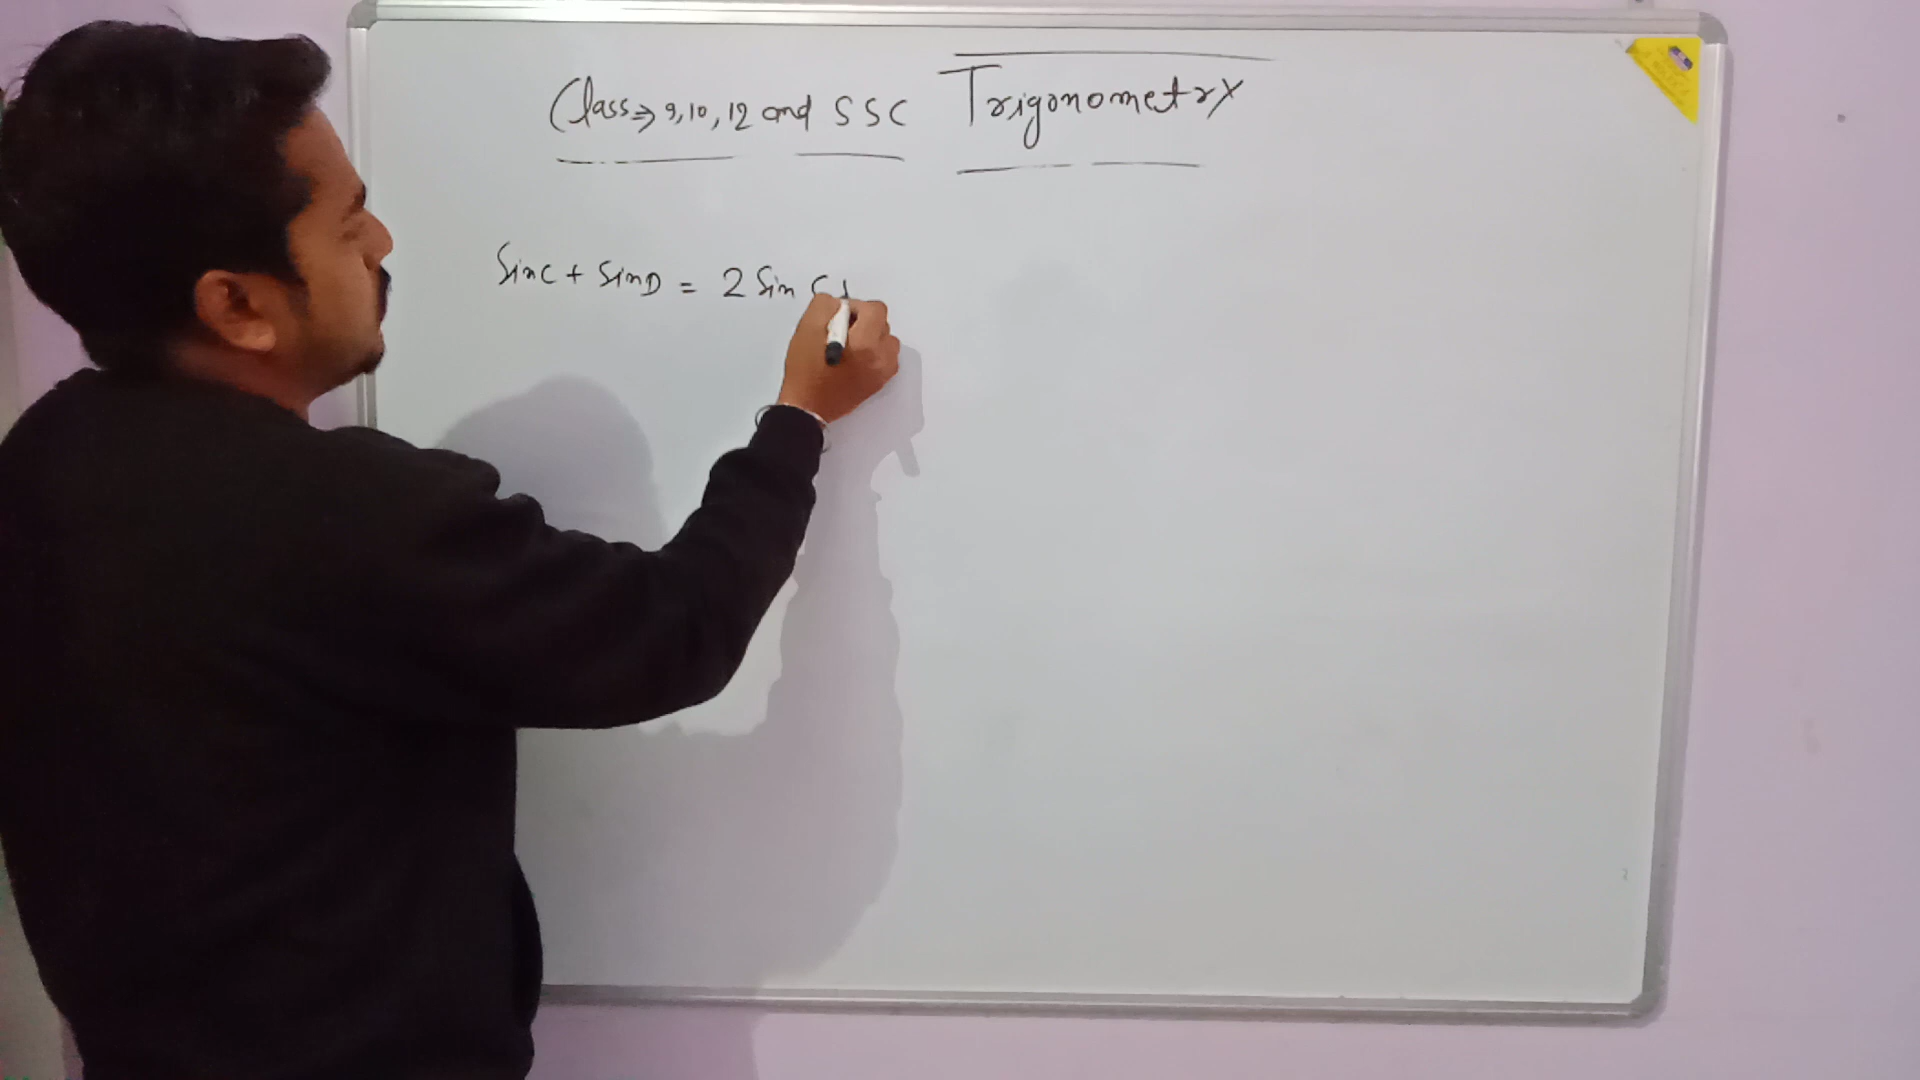 Class⇒ 9,10,12 and SSC Trigonometry
SinC + SinD = 2 Sin C+